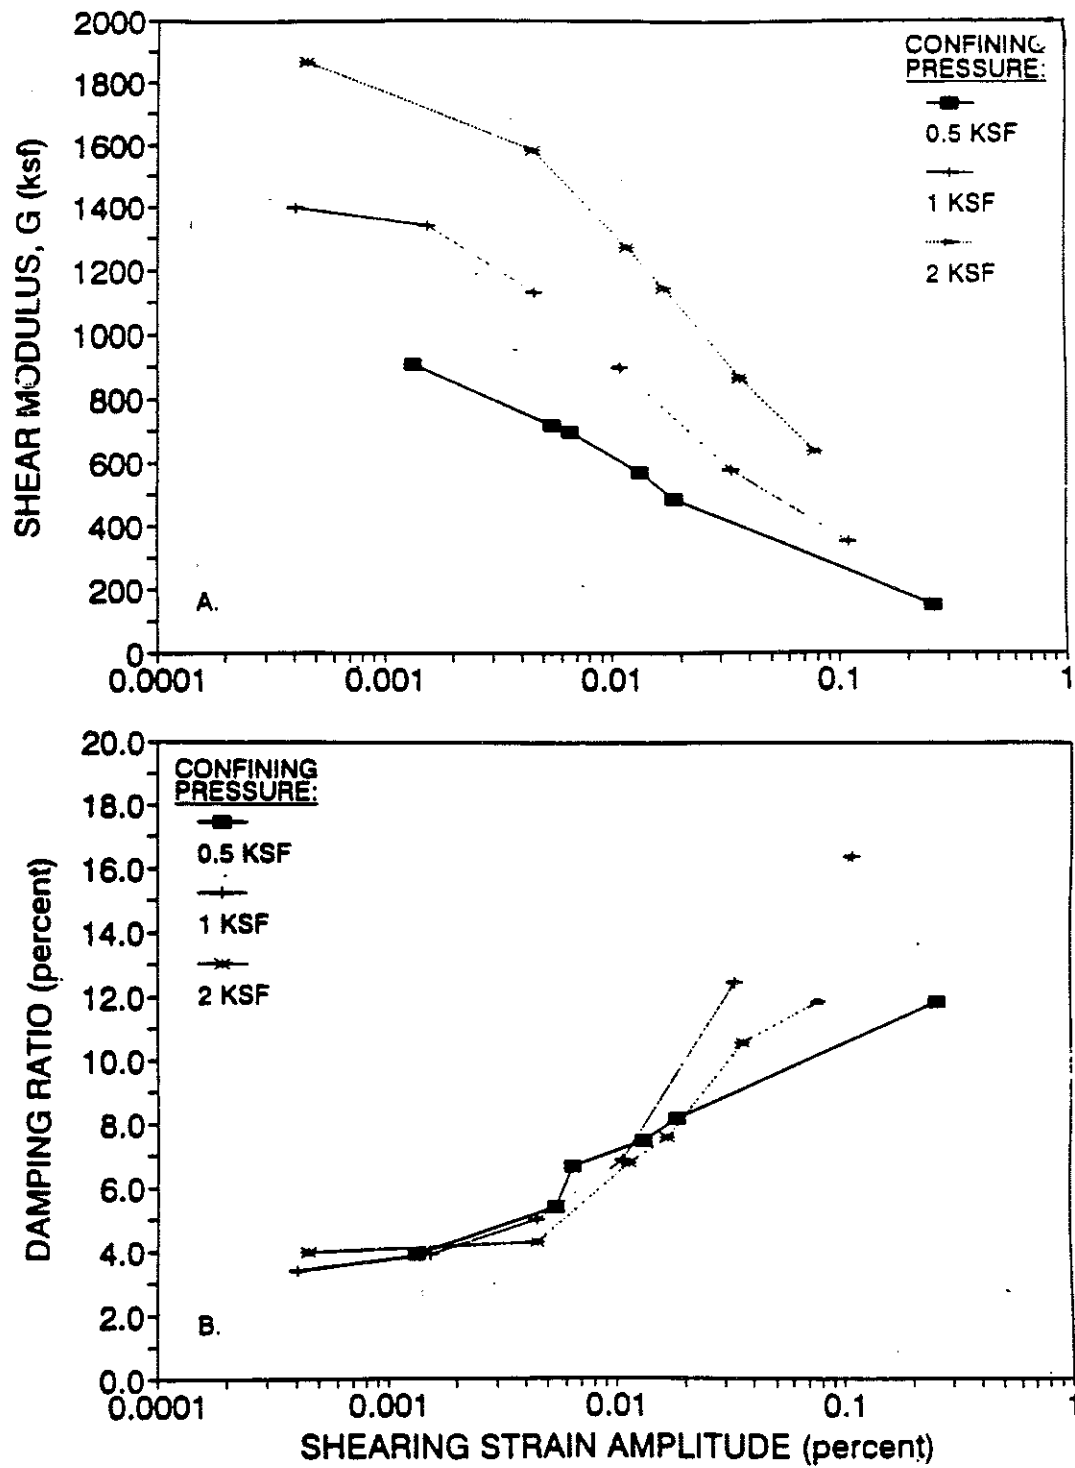 2000
1800
1600
1400
1200
1000
800
600
400
200
0
SHEAR MODULUS, G (ksf)
CONFINING
PRESSURE:
0.5 KSF
1 KSF
2 KSF
A.
0.0001 0.001 0.01 0.1 1
20.0
18.0
16.0
14.0
12.0
10.0
8.0
6.0
4.0
2.0
0.0
DAMPING RATIO (percent)
CONFINING
PRESSURE:
0.5 KSF
1 KSF
2 KSF
B.
0.0001 0.001 0.01 0.1 1
SHEARING STRAIN AMPLITUDE (percent)